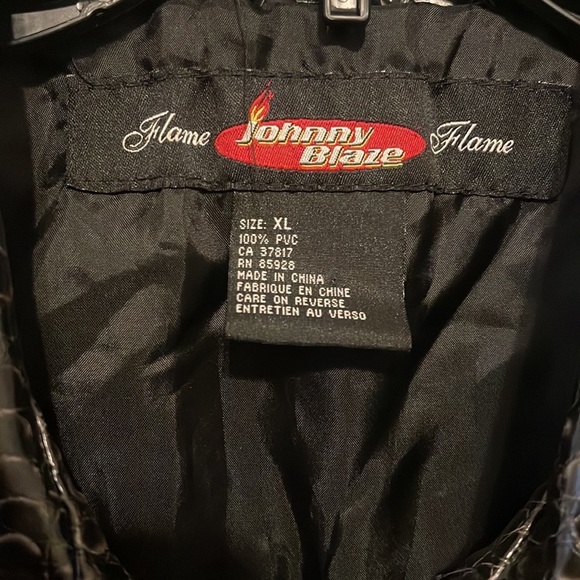 Flame Johnny Blaze Flame
SIZE: XL
100% PVC
CA 37817
RN 85928
MADE IN CHINA
FABRIQUE EN CHINE
CARE ON REVERSE
ENTRETIEN AU VERSO